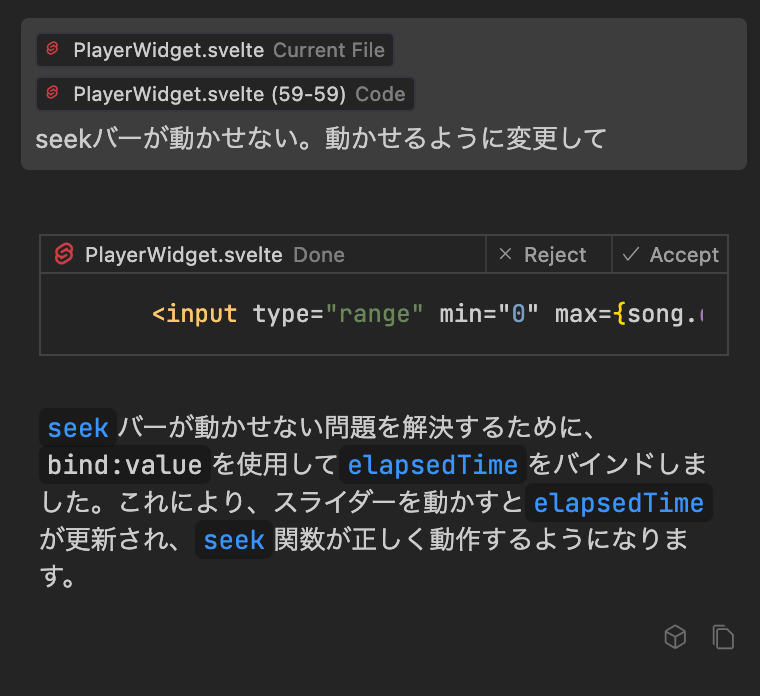 PlayerWidget.svelte Current File
PlayerWidget.svelte (59-59) Code
seekバーが動かせない。動かせるように変更して
PlayerWidget.svelte Done × Reject ✓ Accept
<input type="range" min="0" max={song.
seekバーが動かせない問題を解決するために、
bind:valueを使用してelapsedTimeをバインドしま
した。これにより、スライダーを動かすとelapsedTime
が更新され、seek関数が正しく動作するようになりま
す。